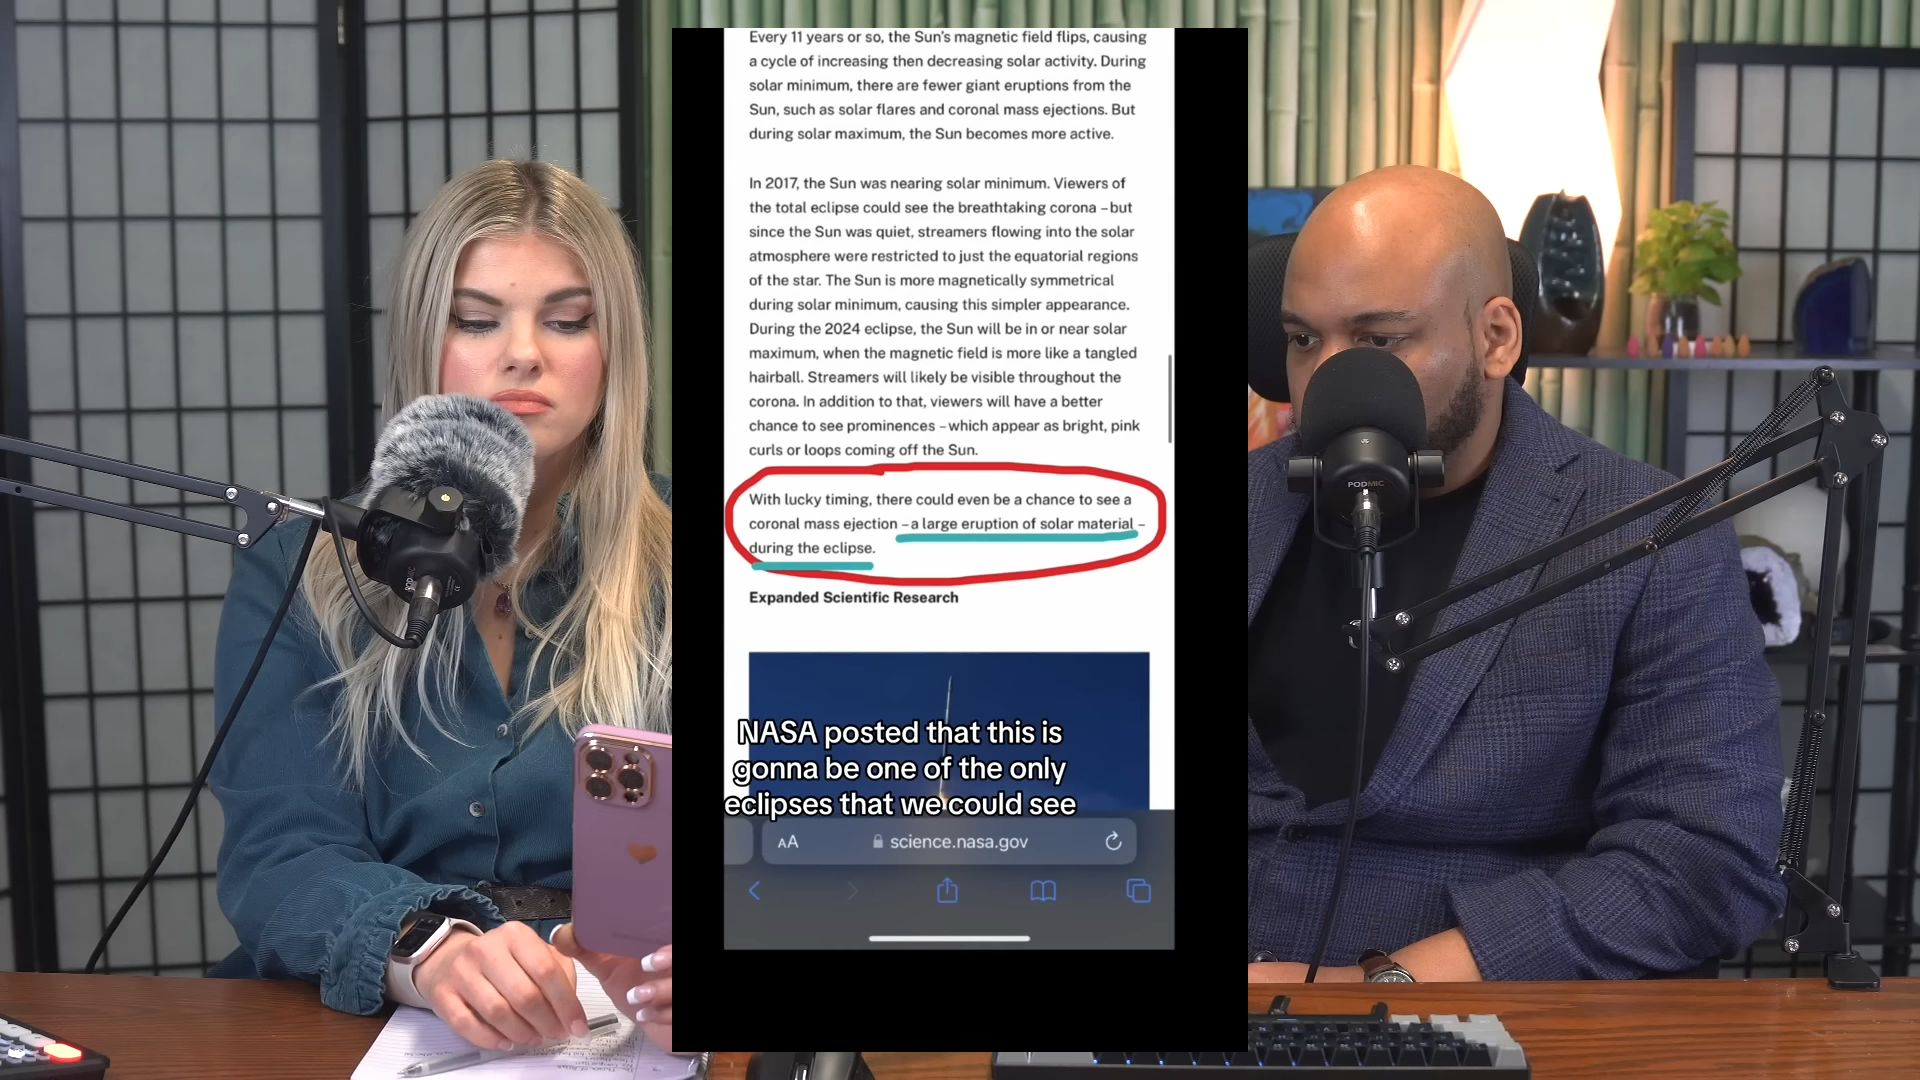 Every 11 years or so, the Sun's magnetic field flips, causing
a cycle of increasing then decreasing solar activity. During
solar minimum, there are fewer giant eruptions from the
Sun, such as solar flares and coronal mass ejections. But
during solar maximum, the Sun becomes more active.
In 2017, the Sun was nearing solar minimum. Viewers of
the total eclipse could see the breathtaking corona – but
since the Sun was quiet, streamers flowing into the solar
atmosphere were restricted to just the equatorial regions
of the star. The Sun is more magnetically symmetrical
during solar minimum, causing this simpler appearance.
During the 2024 eclipse, the Sun will be in or near solar
maximum, when the magnetic field is more like a tangled
hairball. Streamers will likely be visible throughout the
corona. In addition to that, viewers will have a better
chance to see prominences – which appear as bright, pink
curls or loops coming off the Sun.
With lucky timing, there could even be a chance to see a
coronal mass ejection – a large eruption of solar material –
during the eclipse.
Expanded Scientific Research
NASA posted that this is
gonna be one of the only
eclipses that we could see
AA
science.nasa.gov
PODMIC